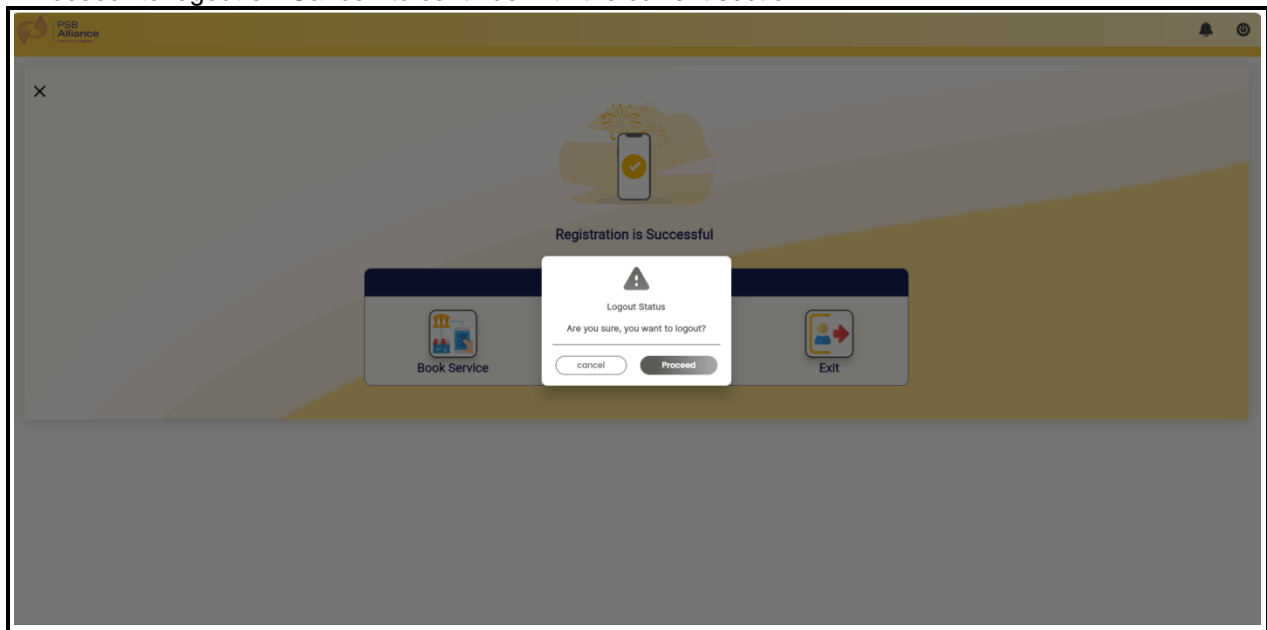 PSB
Alliance
Registration is Successful
Logout Status
Are you sure, you want to logout?
cancel
Proceed
Book Service
Exit